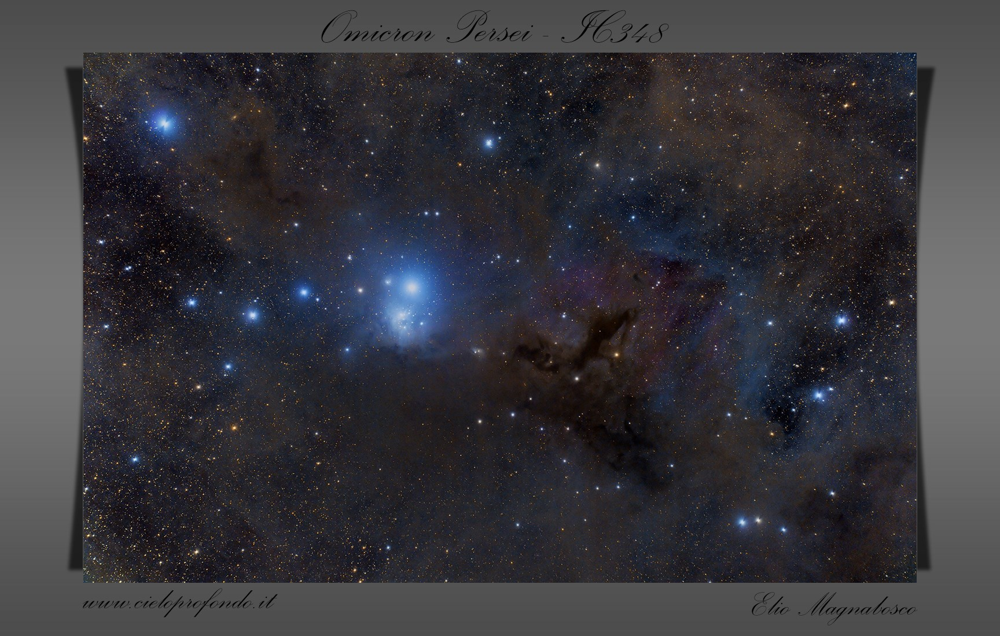 Omicron Persei - IC348
www.cieloprofondo.it
Elio Magnabosco